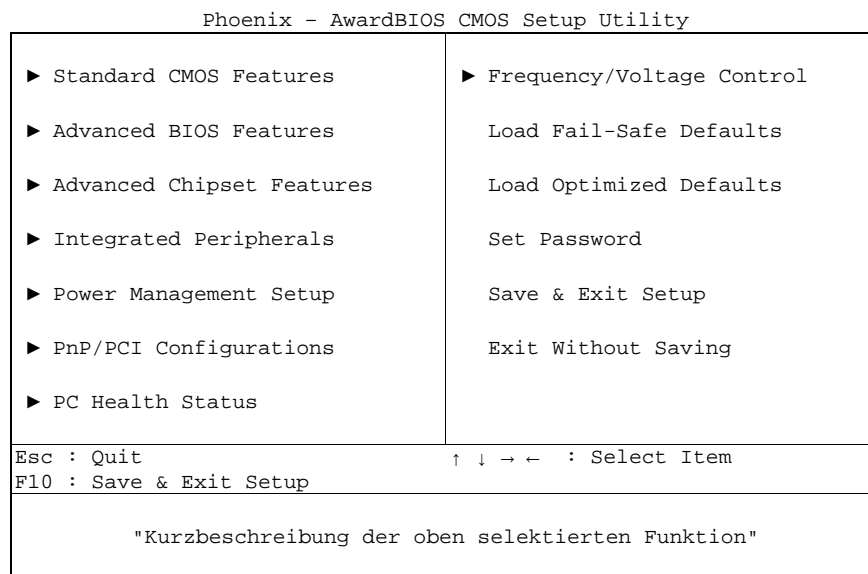 Phoenix – AwardBIOS CMOS Setup Utility
► Standard CMOS Features
► Advanced BIOS Features
► Advanced Chipset Features
► Integrated Peripherals
► Power Management Setup
► PnP/PCI Configurations
► PC Health Status
► Frequency/Voltage Control
Load Fail-Safe Defaults
Load Optimized Defaults
Set Password
Save & Exit Setup
Exit Without Saving
Esc : Quit ↑ ↓ → ← : Select Item
F10 : Save & Exit Setup
"Kurzbeschreibung der oben selektierten Funktion"